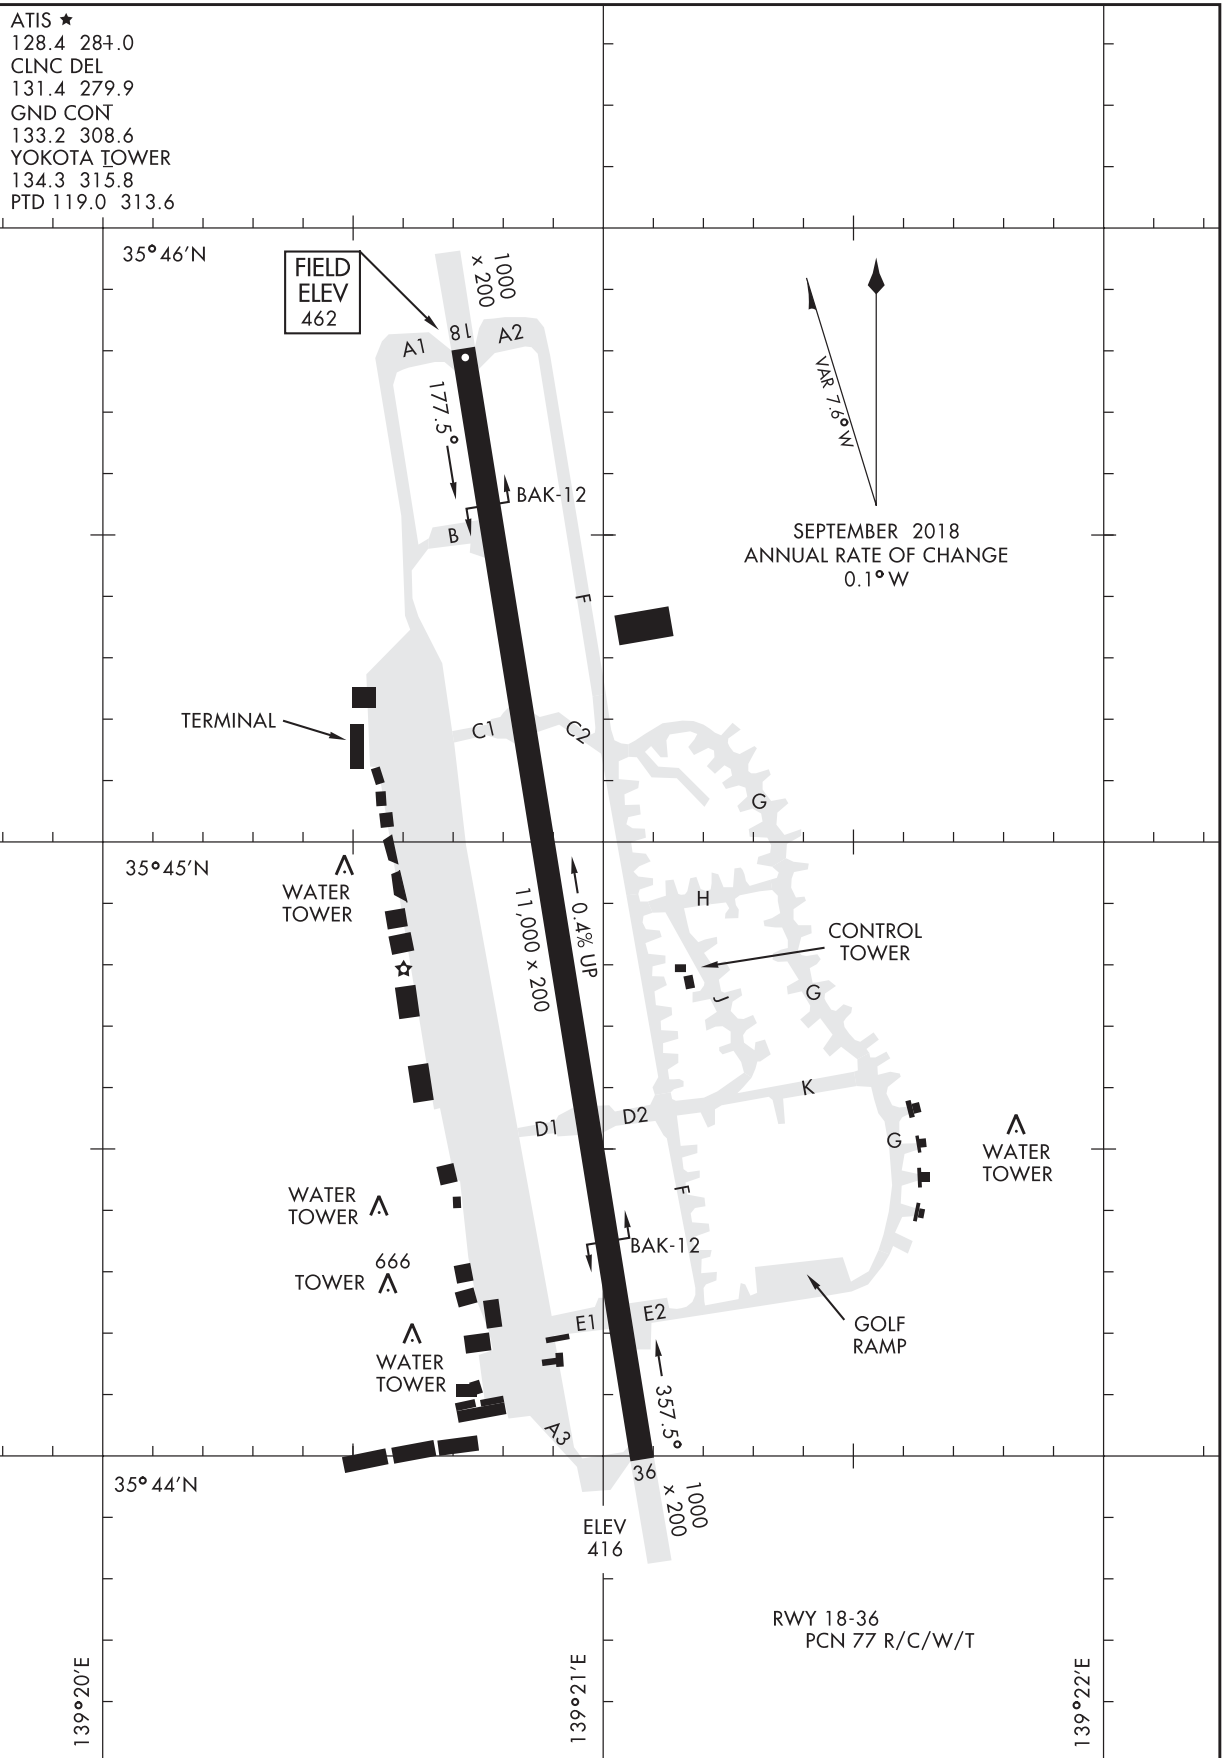 ATIS ★
128.4 281.0
CLNC DEL
131.4 279.9
GND CONT
133.2 308.6
YOKOTA TOWER
134.3 315.8
PTD 119.0 313.6
35°46'N
FIELD
ELEV
462
1000
x 200
18
A1
A2
177.5°
BAK-12
B
VAR 7.6° W
SEPTEMBER 2018
ANNUAL RATE OF CHANGE
0.1° W
F
TERMINAL
C1
C2
G
35°45'N
WATER
TOWER
11,000 x 200
0.4% UP
H
CONTROL
TOWER
J
G
K
D1
D2
G
WATER
TOWER
WATER
TOWER
F
BAK-12
666
TOWER
E1
E2
GOLF
RAMP
WATER
TOWER
357.5°
A3
35°44'N
36
1000
x 200
ELEV
416
RWY 18-36
PCN 77 R/C/W/T
139°20'E
139°21'E
139°22'E